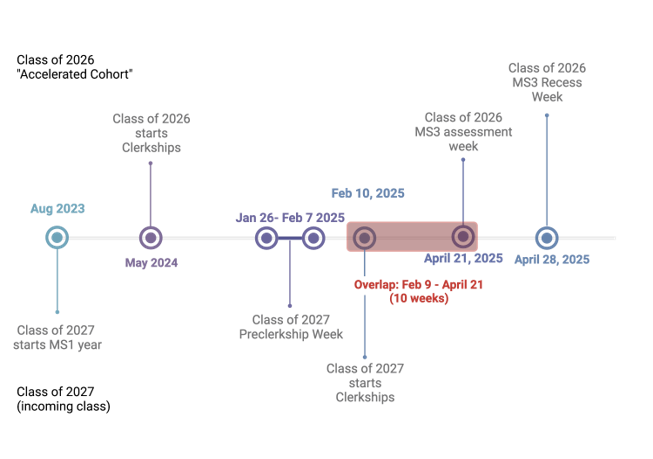 Class of 2026
"Accelerated Cohort"
Class of 2026
MS3 Recess
Week
Class of 2026
starts
Clerkships
Class of 2026
MS3 assessment
week
Feb 10, 2025
Aug 2023
Jan 26- Feb 7 2025
May 2024
April 21, 2025
April 28, 2025
Overlap: Feb 9 - April 21
(10 weeks)
Class of 2027
starts MS1 year
Class of 2027
Preclerkship Week
Class of 2027
starts
Clerkships
Class of 2027
(incoming class)